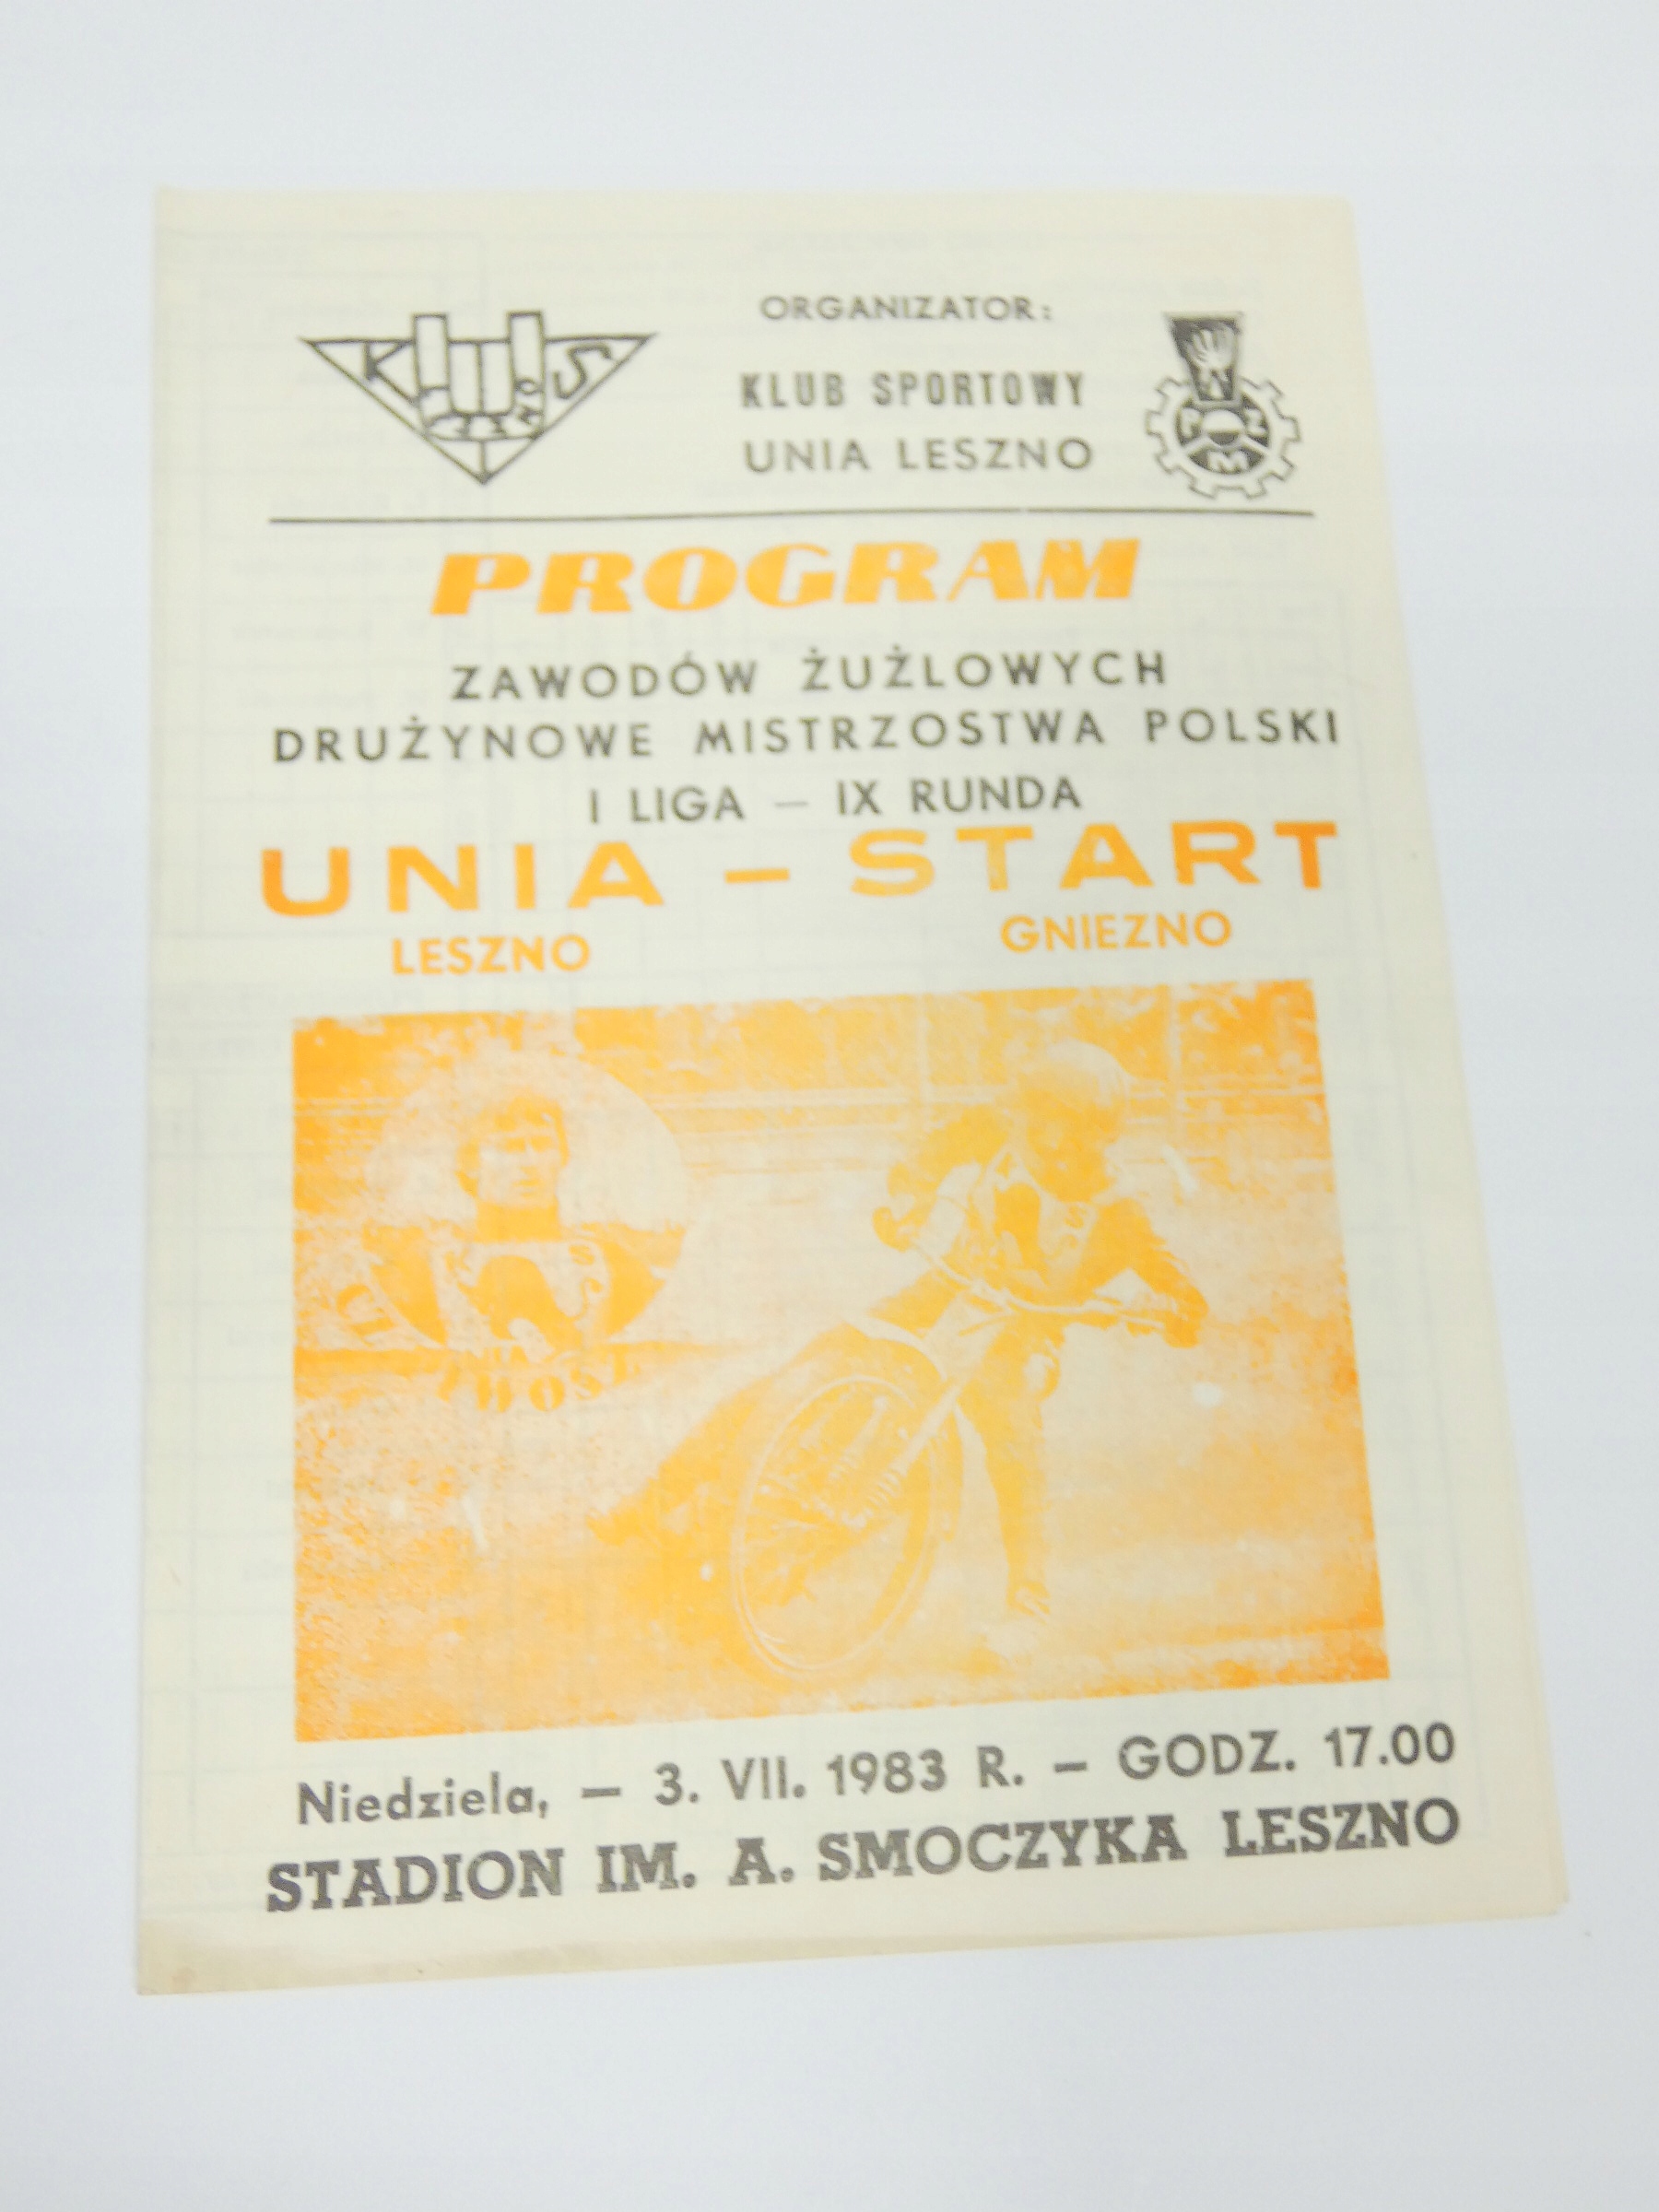 ORGANIZATOR:
K U S
LESZNO
KLUB SPORTOWY
UNIA LESZNO
PROGRAM
ZAWODÓW ŻUŻLOWYCH
DRUŻYNOWE MISTRZOSTWA POLSKI
I LIGA — IX RUNDA
UNIA – START
LESZNO GNIEZNO
Niedziela, — 3. VII. 1983 R. — GODZ. 17.00
STADION IM. A. SMOCZYKA LESZNO